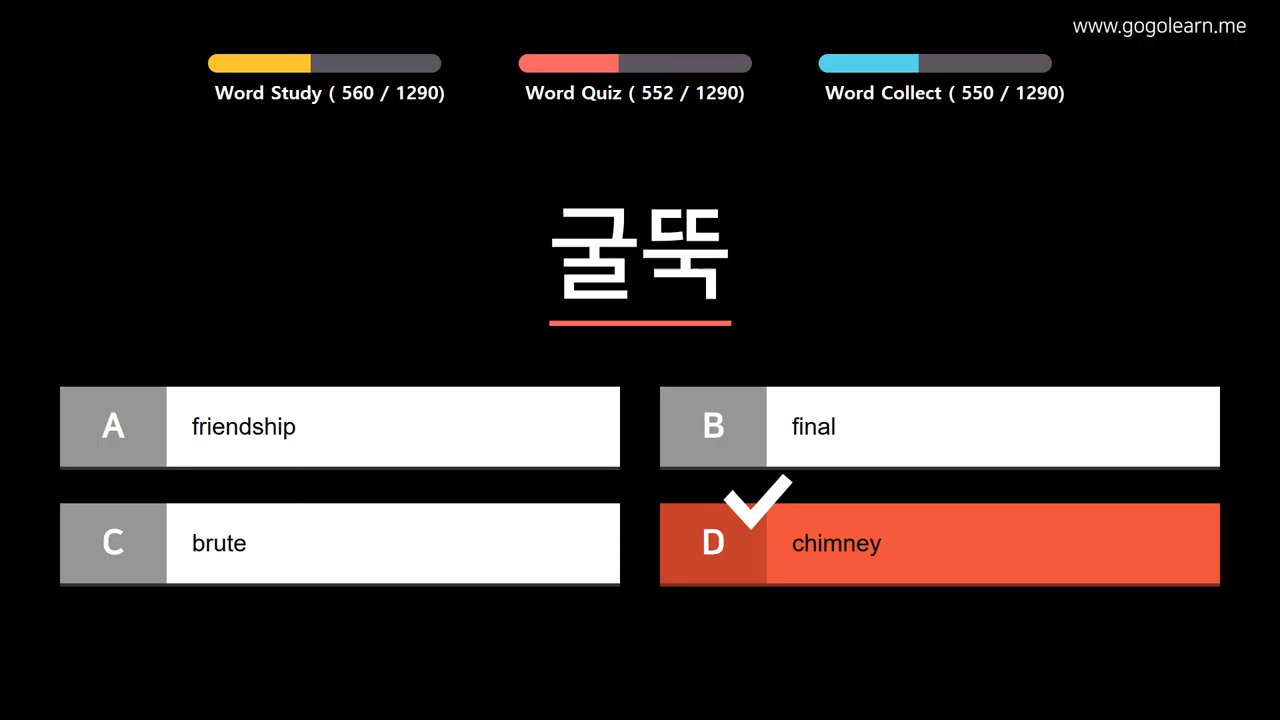 www.gogolearn.me
Word Study ( 560 / 1290)
Word Quiz ( 552 / 1290)
Word Collect ( 550 / 1290)
굴뚝
A friendship
B final
C brute
D chimney